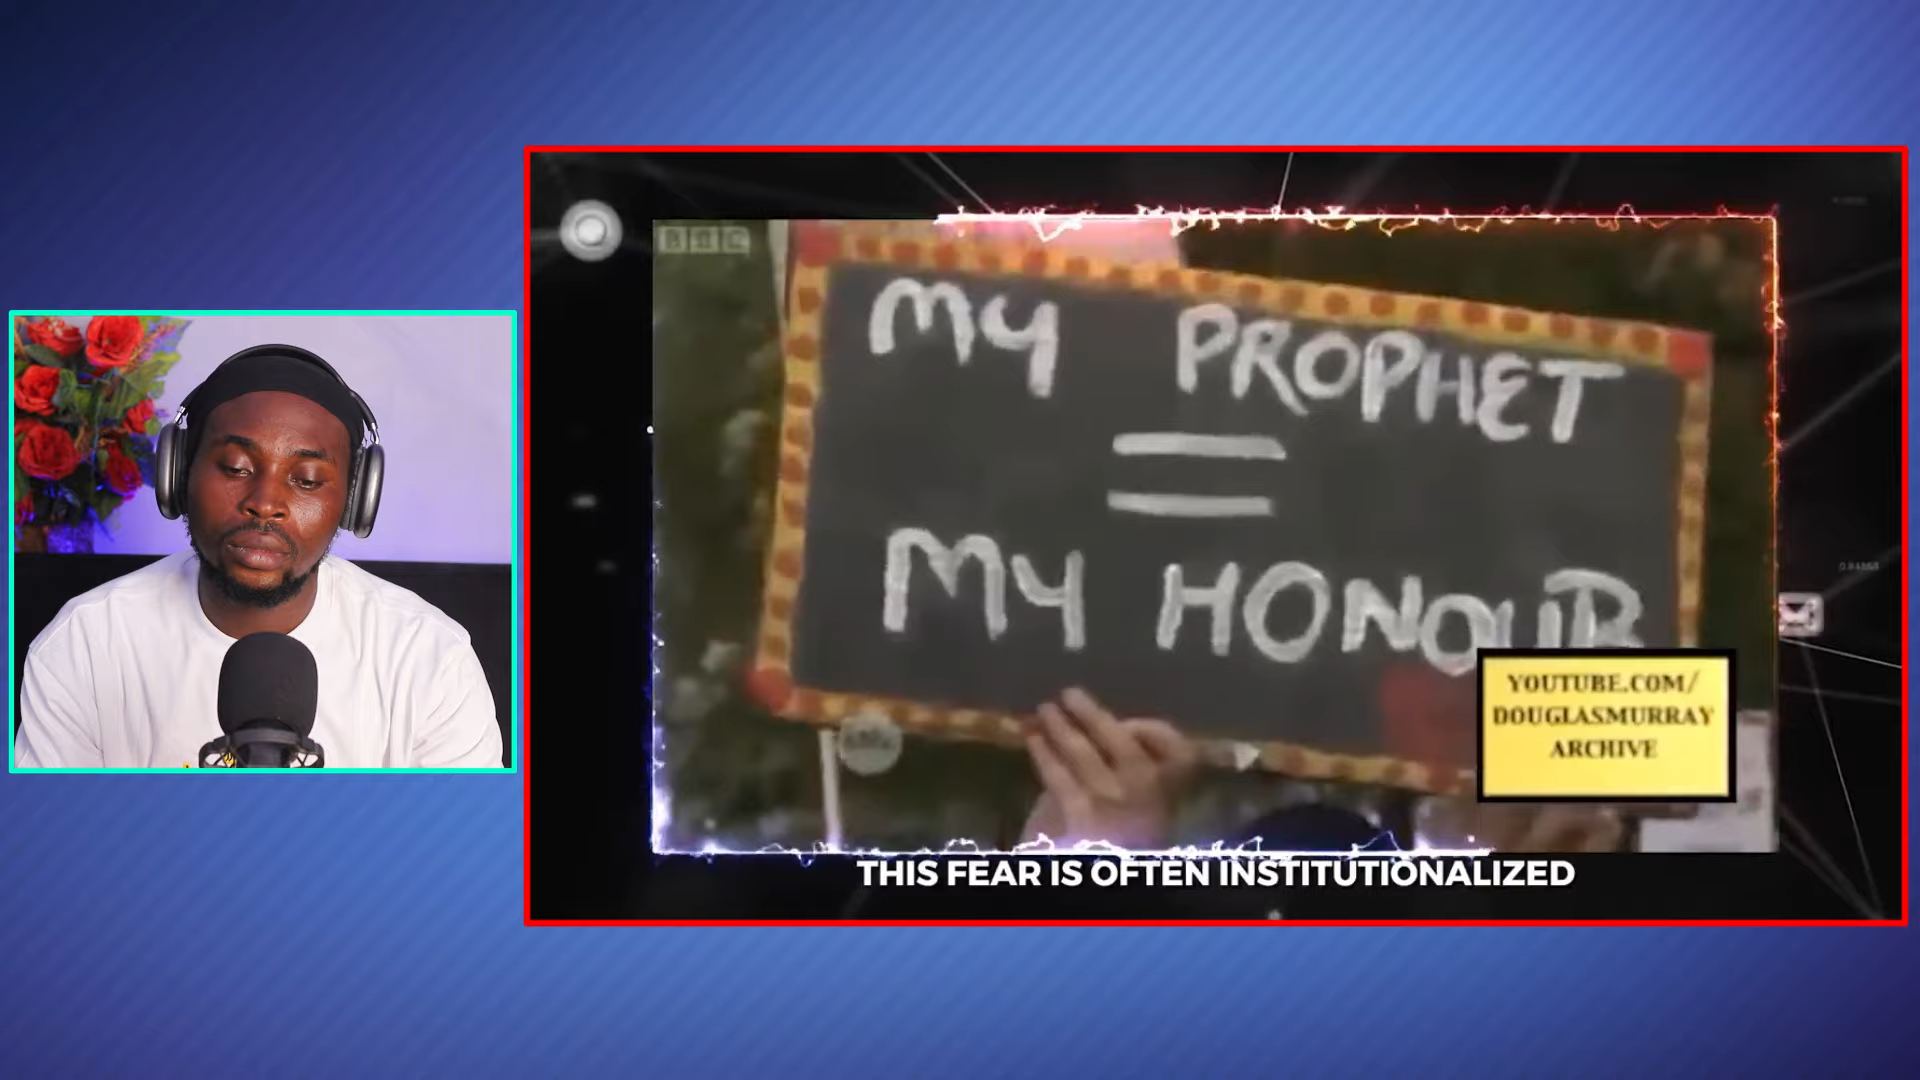 BBC
MY PROPHET
=
MY HONOUR
YOUTUBE.COM/
DOUGLASMURRAY
ARCHIVE
THIS FEAR IS OFTEN INSTITUTIONALIZED